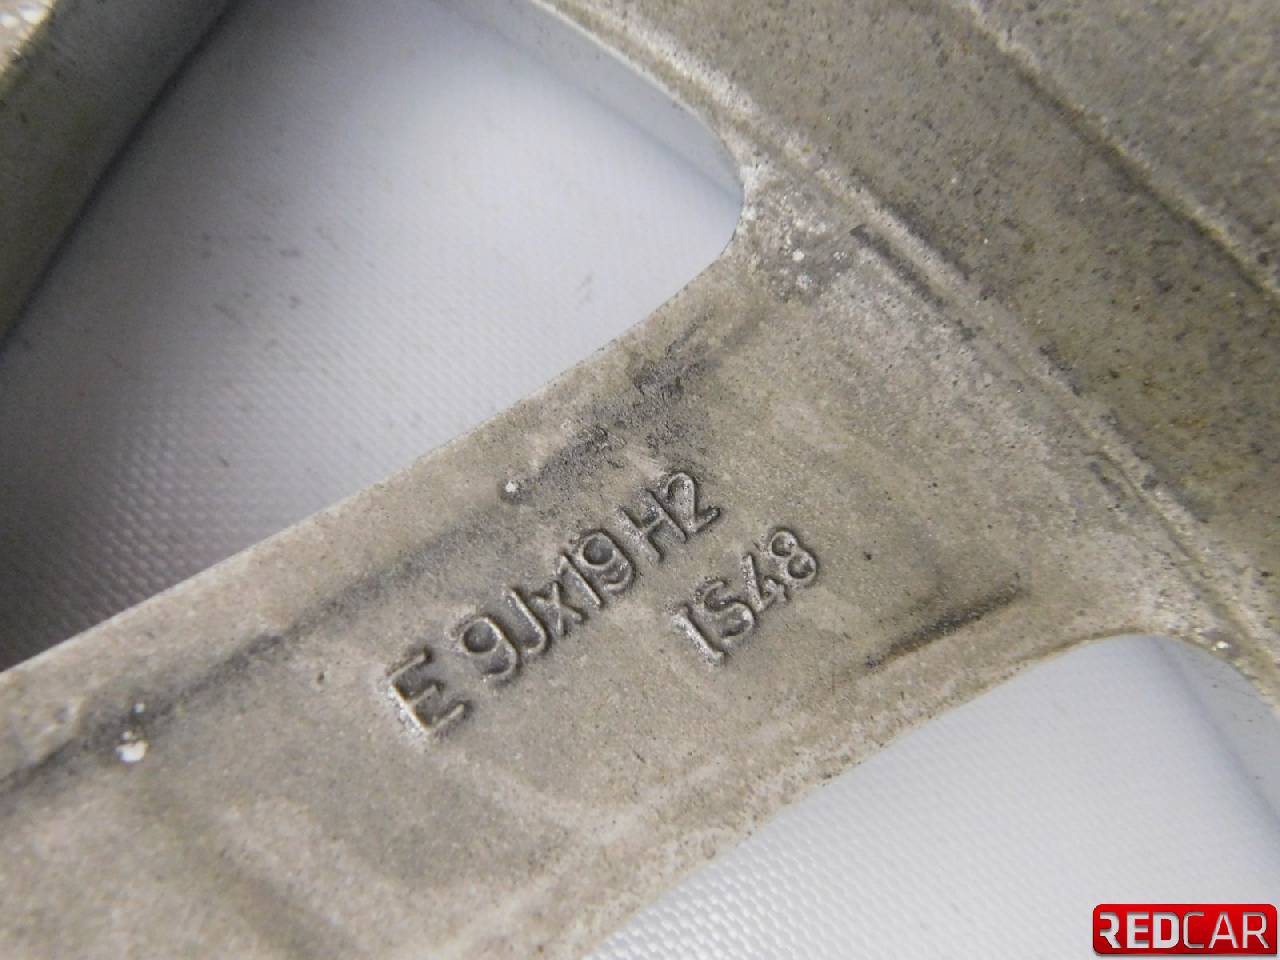 E 9Jx19 H2
IS48
REDCAR